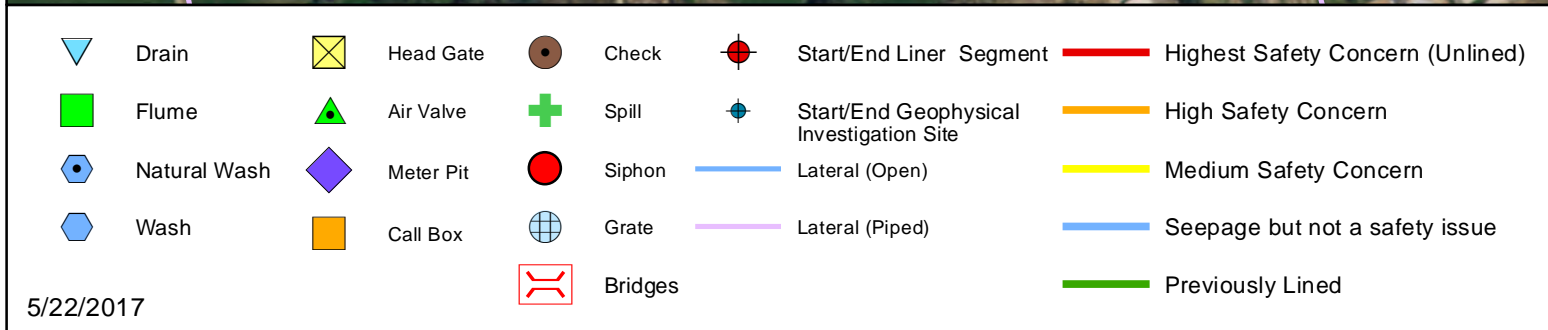 Drain
Flume
Natural Wash
Wash
Head Gate
Air Valve
Meter Pit
Call Box
Check
Spill
Siphon
Grate
Bridges
Start/End Liner Segment
Start/End Geophysical
Investigation Site
Lateral (Open)
Lateral (Piped)
Highest Safety Concern (Unlined)
High Safety Concern
Medium Safety Concern
Seepage but not a safety issue
Previously Lined
5/22/2017